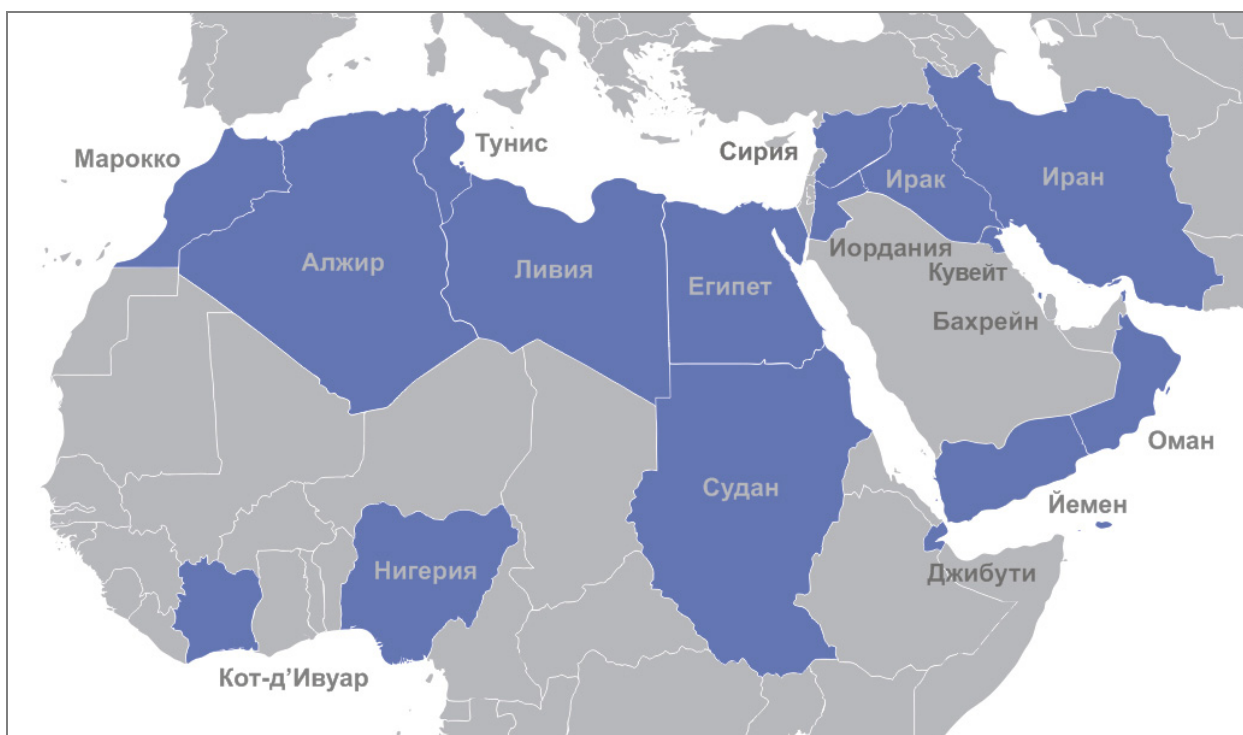 Марокко
Тунис
Сирия
Ирак
Иран
Алжир
Ливия
Египет
Иордания
Кувейт
Бахрейн
Оман
Судан
Йемен
Нигерия
Джибути
Кот-д’Ивуар